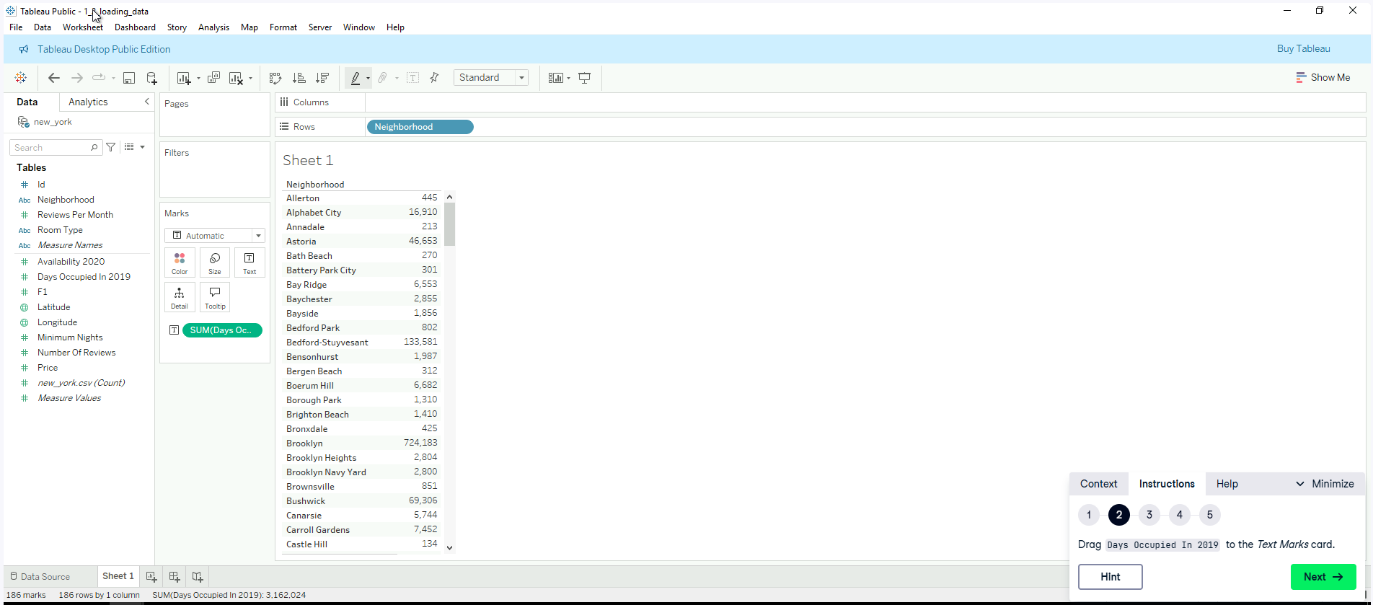 Tableau Public - 1_loading_data
File Data Worksheet Dashboard Story Analysis Map Format Server Window Help
Tableau Desktop Public Edition
Buy Tableau
Standard
Show Me
Data
Analytics
new_york
Search
Tables
# Id
Abc Neighborhood
# Reviews Per Month
Abc Room Type
Abc Measure Names
# Availability 2020
# Days Occupied In 2019
# F1
Latitude
Longitude
# Minimum Nights
# Number Of Reviews
# Price
# new_york.csv (Count)
# Measure Values
Pages
Filters
Marks
Automatic
Color
Size
Text
Detail
Tooltip
SUM(Days Oc..
Columns
Rows
Neighborhood
Sheet 1
Neighborhood
Allerton 445
Alphabet City 16,910
Annadale 213
Astoria 46,653
Bath Beach 270
Battery Park City 301
Bay Ridge 6,553
Baychester 2,855
Bayside 1,856
Bedford Park 802
Bedford-Stuyvesant 133,581
Bensonhurst 1,987
Bergen Beach 312
Boerum Hill 6,682
Borough Park 1,310
Brighton Beach 1,410
Bronxdale 425
Brooklyn 724,183
Brooklyn Heights 2,804
Brooklyn Navy Yard 2,800
Brownsville 851
Bushwick 69,306
Canarsie 5,744
Carroll Gardens 7,452
Castle Hill 134
Context
Instructions
Help
Minimize
1 2 3 4 5
Drag Days Occupied In 2019 to the Text Marks card.
Hint
Next →
Data Source
Sheet 1
186 marks 186 rows by 1 column SUM(Days Occupied In 2019): 3,162,024